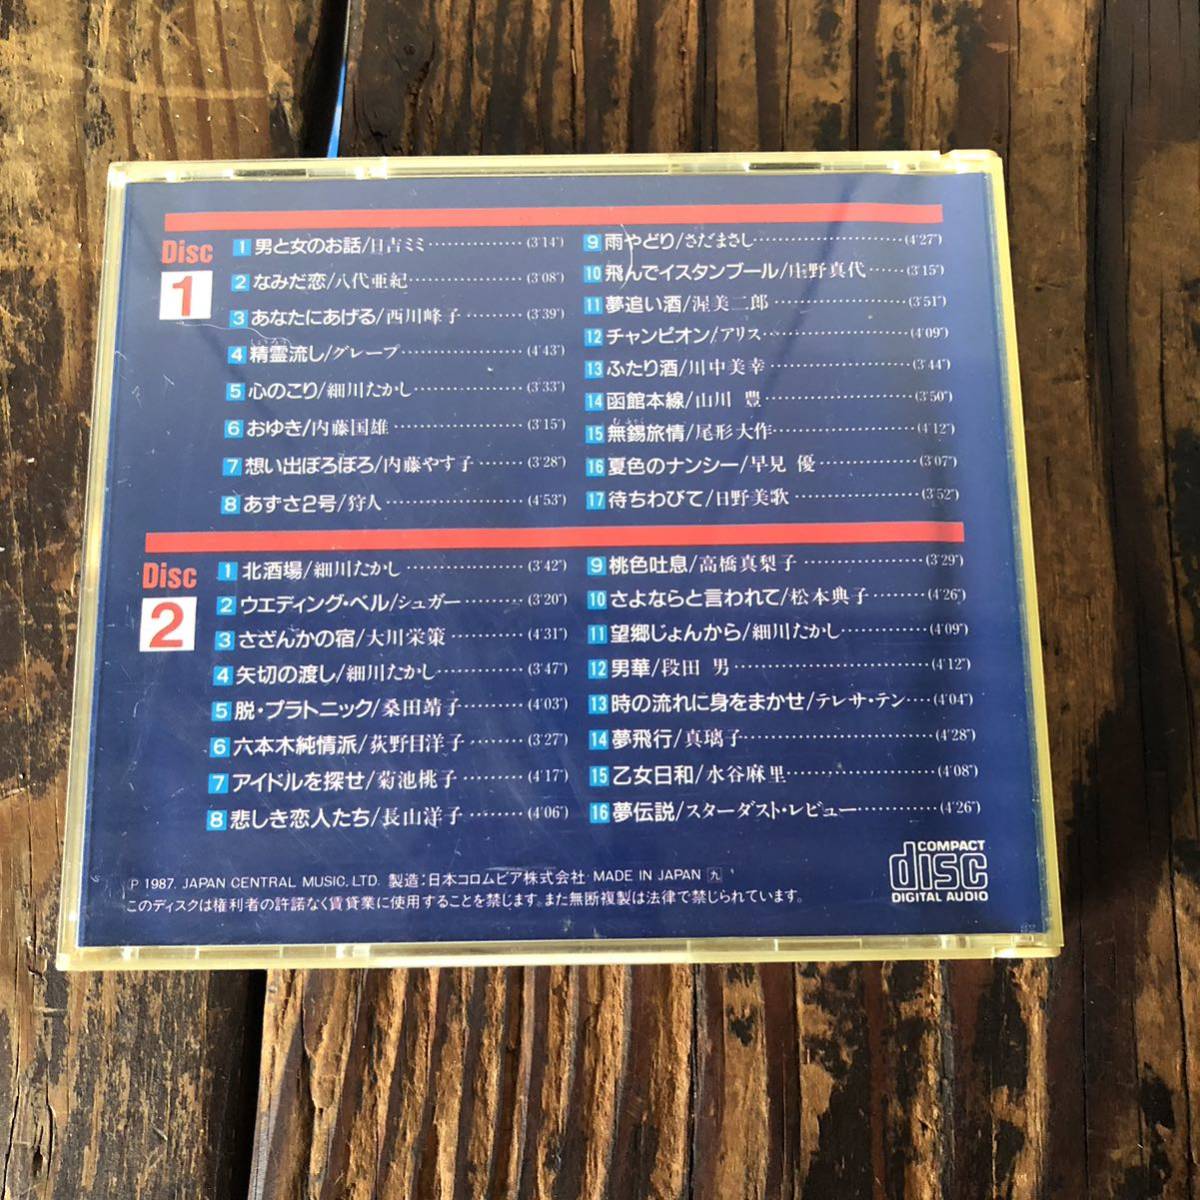 Disc
1
1 男と女のお話/日吉ミミ……………(3'14")
2 なみだ恋/八代亜紀………………(3'08")
3 あなたにあげる/西川峰子………(3'39")
しょうろう
4 精霊流し/グレープ………………(4'43")
5 心のこり/細川たかし……………(3'33")
6 おゆき/内藤国雄…………………(3'15")
7 想い出ぼろぼろ/内藤やす子……(3'28")
8 あずさ2号/狩人…………………(4'53")
9 雨やどり/さだまさし……………(4'27")
10 飛んでイスタンブール/庄野真代……(3'15")
11 夢追い酒/渥美二郎………………(3'51")
12 チャンピオン/アリス……………(4'09")
13 ふたり酒/川中美幸………………(3'44")
14 函館本線/山川 豊………………(3'50")
15 無錫旅情/尾形大作………………(4'12")
16 夏色のナンシー/早見 優………(3'07")
17 待ちわびて/日野美歌……………(3'52")
Disc
2
1 北酒場/細川たかし………………(3'42")
2 ウエディング・ベル/シュガー………(3'20")
3 さざんかの宿/大川栄策…………(4'31")
4 矢切の渡し/細川たかし…………(3'47")
5 脱・プラトニック/桑田靖子………(4'03")
6 六本木純情派/荻野目洋子………(3'27")
7 アイドルを探せ/菊池桃子………(4'17")
8 悲しき恋人たち/長山洋子………(4'06")
9 桃色吐息/高橋真梨子……………(3'29")
10 さよならと言われて/松本典子………(4'26")
11 望郷じょんから/細川たかし………(4'09")
12 男華/段田 男……………………(4'12")
13 時の流れに身をまかせ/テレサ・テン…(4'04")
14 夢飛行/真璃子……………………(4'28")
15 乙女日和/水谷麻里………………(4'08")
16 夢伝説/スターダスト・レビュー…………(4'26")
Ⓟ 1987. JAPAN CENTRAL MUSIC, LTD. 製造:日本コロムビア株式会社 MADE IN JAPAN 九
このディスクは権利者の許諾なく賃貸業に使用することを禁じます。また無断複製は法律で禁じられています。
COMPACT
disc
DIGITAL AUDIO